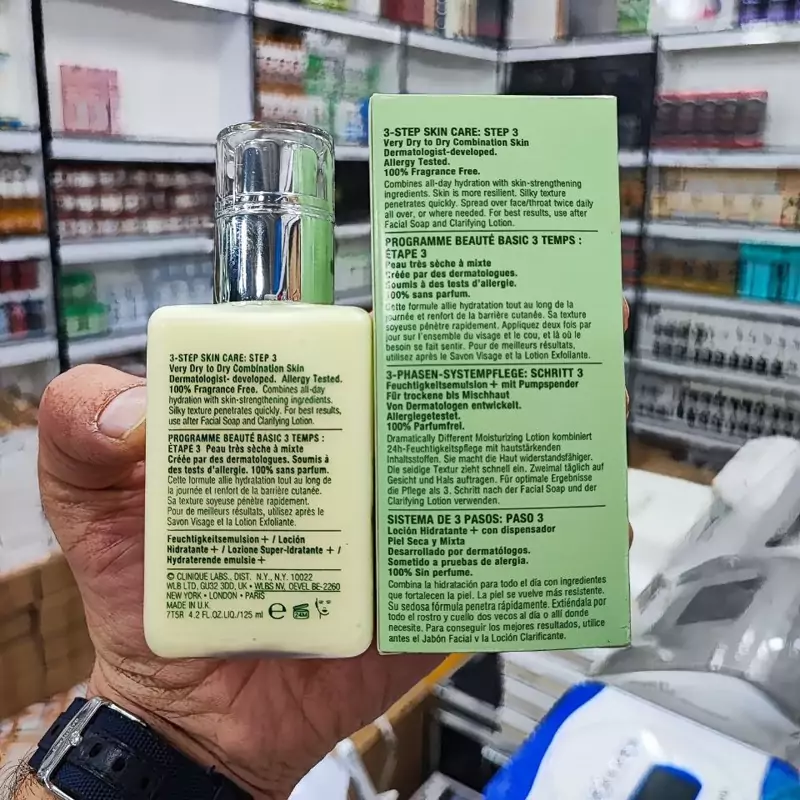 3-STEP SKIN CARE: STEP 3
Very Dry to Dry Combination Skin
Dermatologist- developed. Allergy Tested.
100% Fragrance Free. Combines all-day
hydration with skin-strengthening ingredients.
Silky texture penetrates quickly. For best results,
use after Facial Soap and Clarifying Lotion.
PROGRAMME BEAUTÉ BASIC 3 TEMPS :
ÉTAPE 3 Peau très sèche à mixte
Créée par des dermatologues. Soumis à
des tests d'allergie. 100% sans parfum.
Cette formule allie hydratation tout au long de
la journée et renfort de la barrière cutanée.
Sa texture soyeuse pénètre rapidement.
Pour de meilleurs résultats, utilisez après le
Savon Visage et la Lotion Exfoliante.
Feuchtigkeitsemulsion + / Loción
Hidratante + / Lozione Super-Idratante + /
Hydraterende emulsie +
© CLINIQUE LABS., DIST. N.Y., N.Y. 10022
WLB LTD, GU32 3DD, UK • WLBS NV, OEVEL BE-2260
NEW YORK • LONDON • PARIS
MADE IN U.K.
7T5R 4.2 FL.OZ.LIQ./125 ml e 24M
3-STEP SKIN CARE: STEP 3
Very Dry to Dry Combination Skin
Dermatologist-developed.
Allergy Tested.
100% Fragrance Free.
Combines all-day hydration with skin-strengthening
ingredients. Skin is more resilient. Silky texture
penetrates quickly. Spread over face/throat twice daily
all over, or where needed. For best results, use after
Facial Soap and Clarifying Lotion.
PROGRAMME BEAUTÉ BASIC 3 TEMPS :
ÉTAPE 3
Peau très sèche à mixte
Créée par des dermatologues.
Soumis à des tests d'allergie.
100% sans parfum.
Cette formule allie hydratation tout au long de la
journée et renfort de la barrière cutanée. Sa texture
soyeuse pénètre rapidement. Appliquez deux fois par
jour sur l'ensemble du visage et le cou, et là où le
besoin se fait sentir. Pour de meilleurs résultats,
utilisez après le Savon Visage et la Lotion Exfoliante.
3-PHASEN-SYSTEMPFLEGE: SCHRITT 3
Feuchtigkeitsemulsion + mit Pumpspender
Für trockene bis Mischhaut
Von Dermatologen entwickelt.
Allergiegetestet.
100% Parfumfrei.
Dramatically Different Moisturizing Lotion kombiniert
24h-Feuchtigkeitspflege mit hautstärkenden
Inhaltsstoffen. Sie macht die Haut widerstandsfähiger.
Die seidige Textur zieht schnell ein. Zweimal täglich auf
Gesicht und Hals auftragen. Für optimale Ergebnisse
die Pflege als 3. Schritt nach der Facial Soap und der
Clarifying Lotion verwenden.
SISTEMA DE 3 PASOS: PASO 3
Loción Hidratante + con dispensador
Piel Seca y Mixta
Desarrollado por dermatólogos.
Sometido a pruebas de alergia.
100% Sin perfume.
Combina la hidratación para todo el día con ingredientes
que fortalecen la piel. La piel se vuelve más resistente.
Su sedosa fórmula penetra rápidamente. Extiéndala por
todo el rostro y cuello dos veces al día o allí donde
necesite. Para conseguir los mejores resultados, utilice
antes el Jabón Facial y la Loción Clarificante.